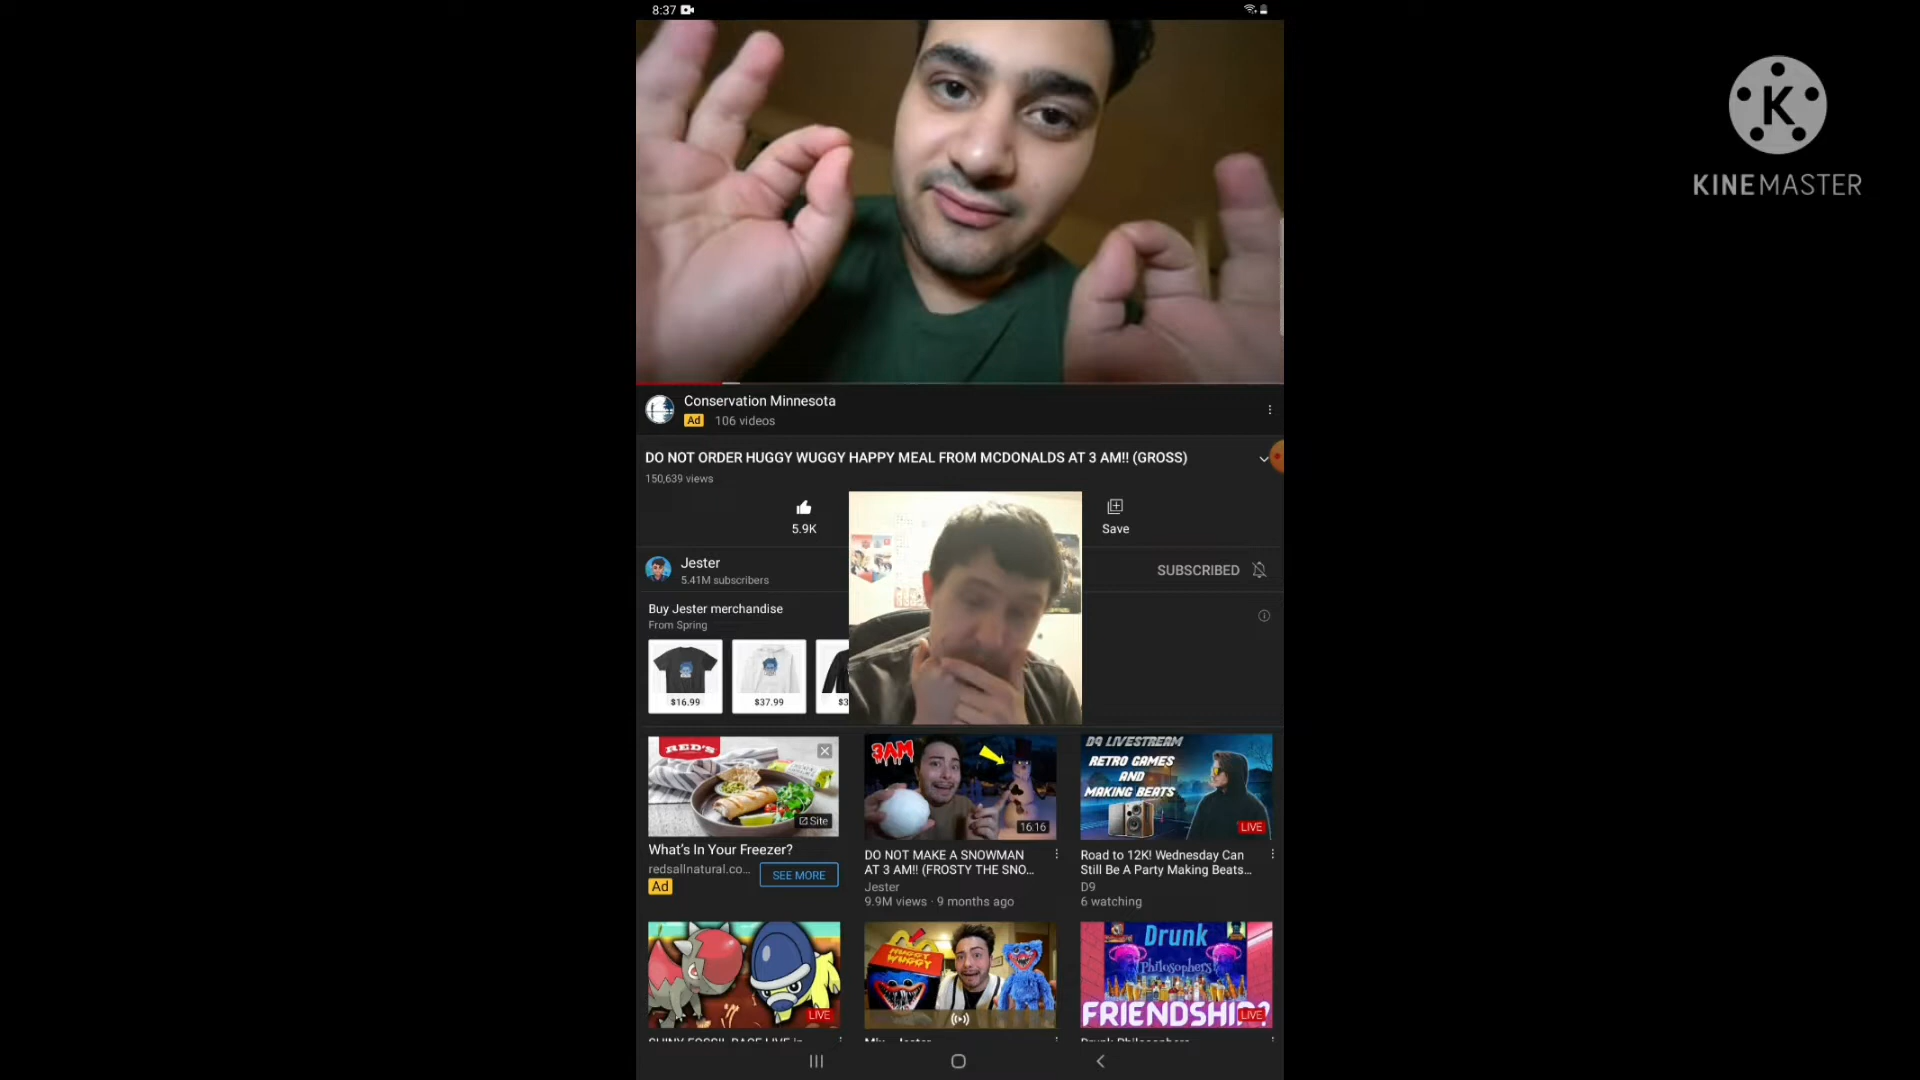 8:37
KINEMASTER
Conservation Minnesota
Ad 106 videos
DO NOT ORDER HUGGY WUGGY HAPPY MEAL FROM MCDONALDS AT 3 AM!! (GROSS)
150,639 views
5.9K
Save
Jester
5.41M subscribers
SUBSCRIBED
Buy Jester merchandise
From Spring
$16.99
$37.99
$3
RED'S
Site
What's In Your Freezer?
redsallnatural.co...
Ad
SEE MORE
3AM
16:16
DO NOT MAKE A SNOWMAN
AT 3 AM!! (FROSTY THE SNO...
Jester
9.9M views · 9 months ago
D9 LIVESTREAM
RETRO GAMES
AND
MAKING BEATS
LIVE
Road to 12K! Wednesday Can
Still Be A Party Making Beats...
D9
6 watching
LIVE
HUGGY
WUGGY
Drunk
Philosophers
FRIENDSHIP?
LIVE